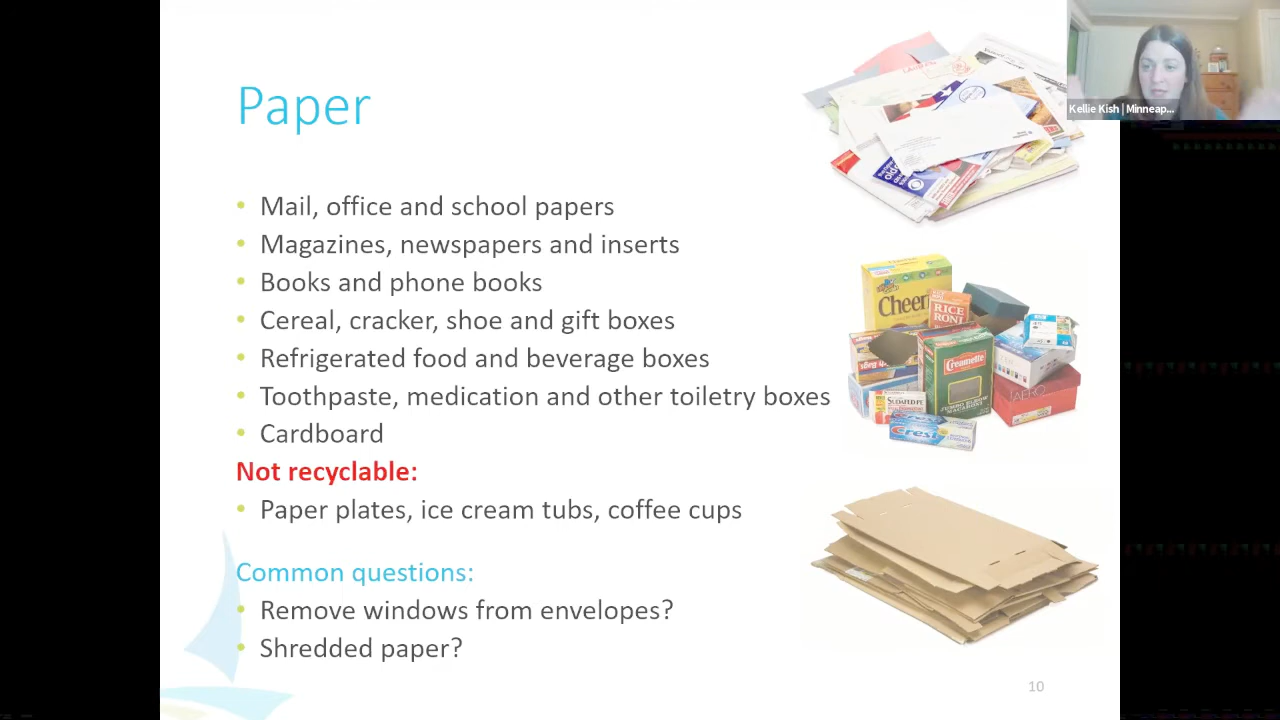 Paper
Kellie Kish | Minneap...
• Mail, office and school papers
• Magazines, newspapers and inserts
• Books and phone books
• Cereal, cracker, shoe and gift boxes
• Refrigerated food and beverage boxes
• Toothpaste, medication and other toiletry boxes
• Cardboard
Not recyclable:
• Paper plates, ice cream tubs, coffee cups
Common questions:
• Remove windows from envelopes?
• Shredded paper?
Cheer
RICE
RONI
Creamette
SUDAFED PE
Crest
10